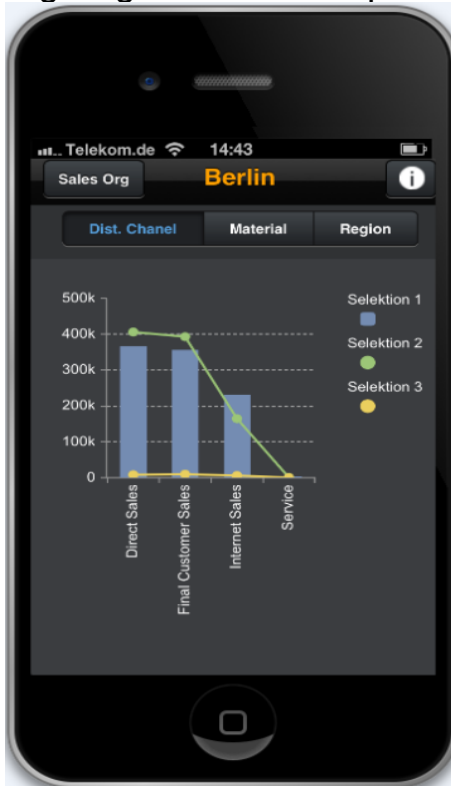 Telekom.de 14:43
Sales Org Berlin i
Dist. Chanel Material Region
500k
400k
300k
200k
100k
0
Selektion 1
Selektion 2
Selektion 3
Direct Sales
Final Customer Sales
Internet Sales
Service